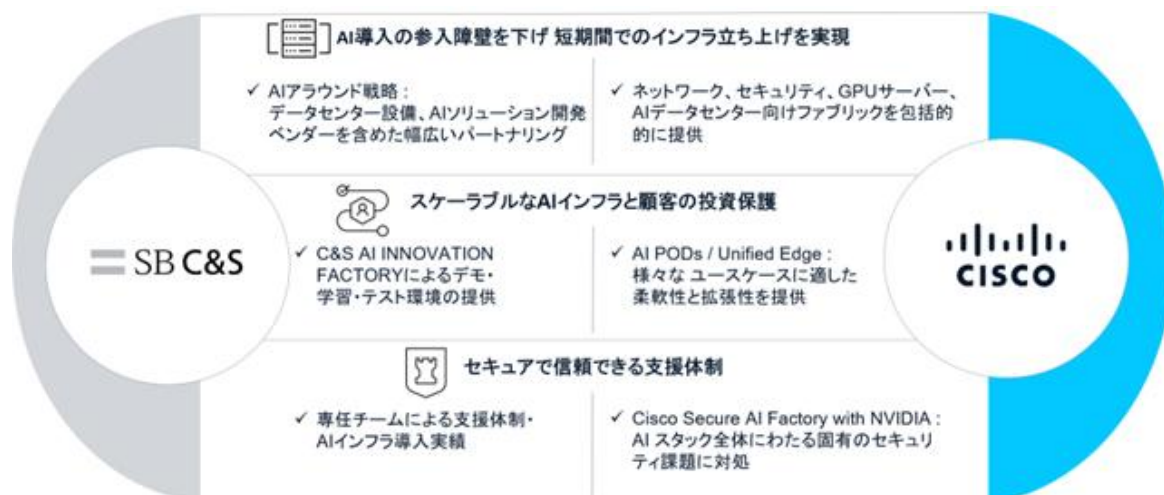 AI導入の参入障壁を下げ 短期間でのインフラ立ち上げを実現
✓ AIアラウンド戦略：
データセンター設備、AIソリューション開発
ベンダーを含めた幅広いパートナリング
✓ ネットワーク、セキュリティ、GPUサーバー、
AIデータセンター向けファブリックを包括的
的に提供
スケーラブルなAIインフラと顧客の投資保護
✓ C&S AI INNOVATION
FACTORYによるデモ・
学習・テスト環境の提供
✓ AI PODs / Unified Edge：
様々な ユースケースに適した
柔軟性と拡張性を提供
SB C&S
CISCO
セキュアで信頼できる支援体制
✓ 専任チームによる支援体制・
AIインフラ導入実績
✓ Cisco Secure AI Factory with NVIDIA：
AI スタック全体にわたる固有のセキュリ
ティ課題に対処